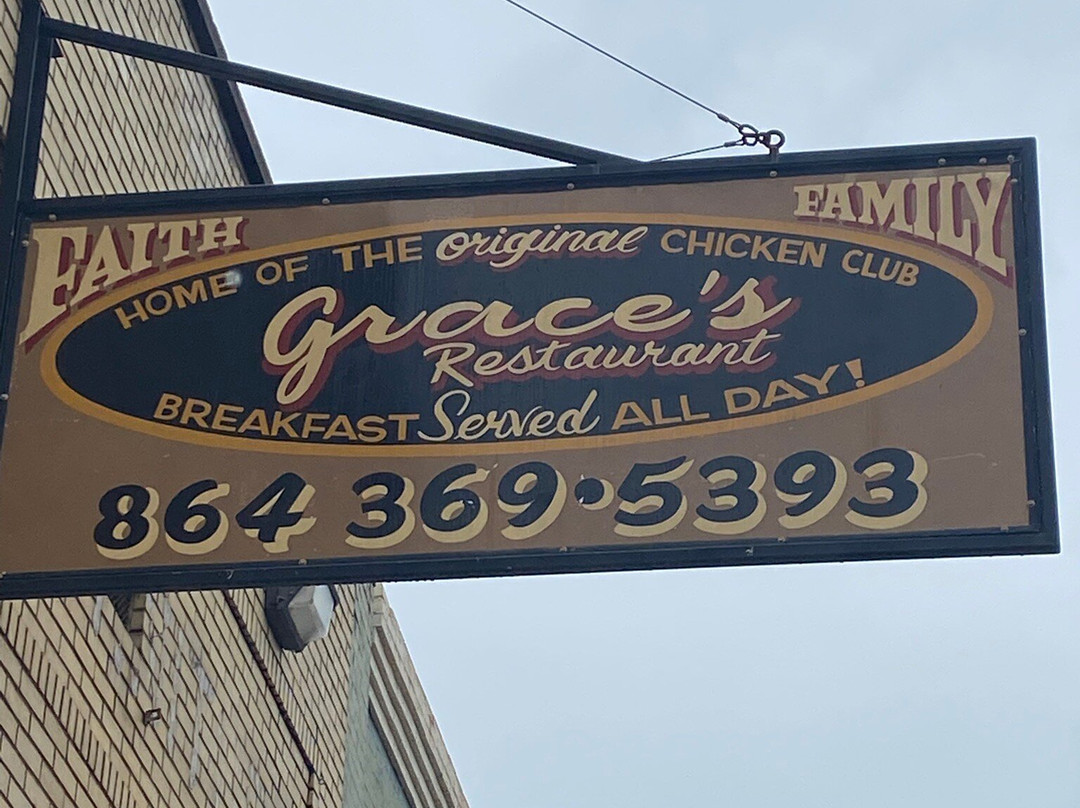 FAITH FAMILY
HOME OF THE original CHICKEN CLUB
Grace's
Restaurant
BREAKFAST Served ALL DAY!
864 369·5393